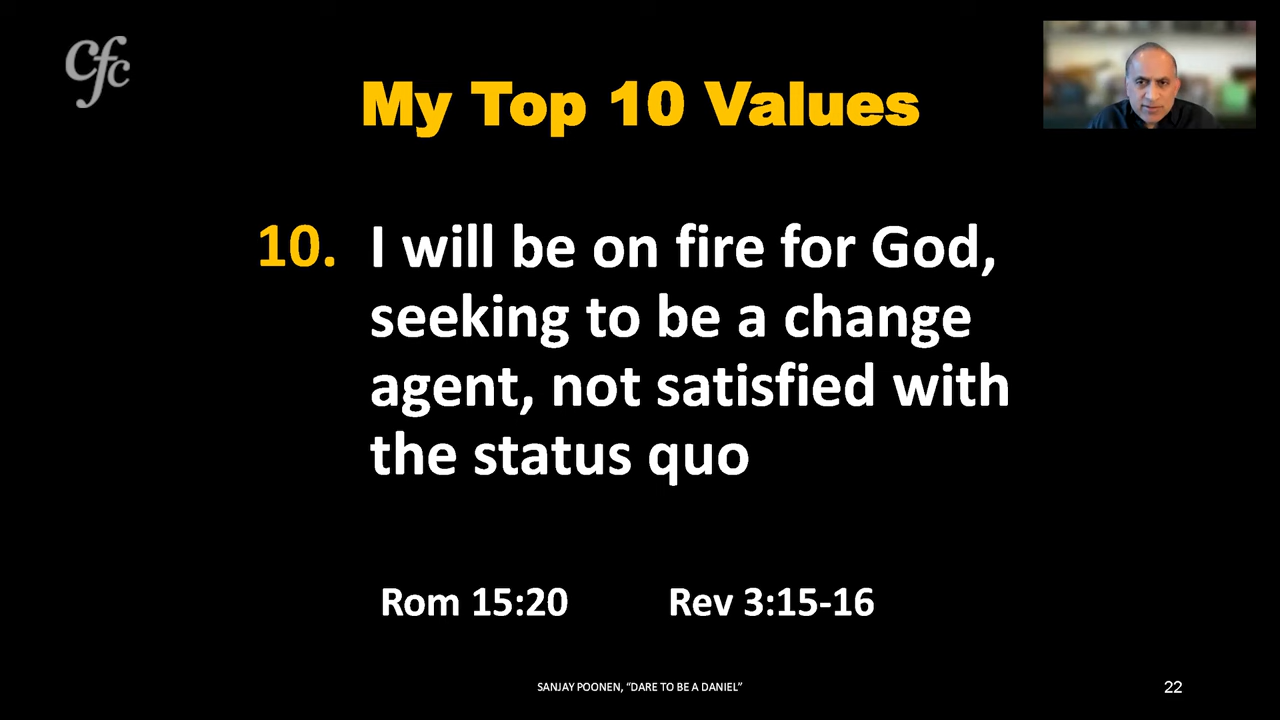 cfc
My Top 10 Values
10. I will be on fire for God,
seeking to be a change
agent, not satisfied with
the status quo
Rom 15:20 Rev 3:15-16
SANJAY POONEN, “DARE TO BE A DANIEL”
22